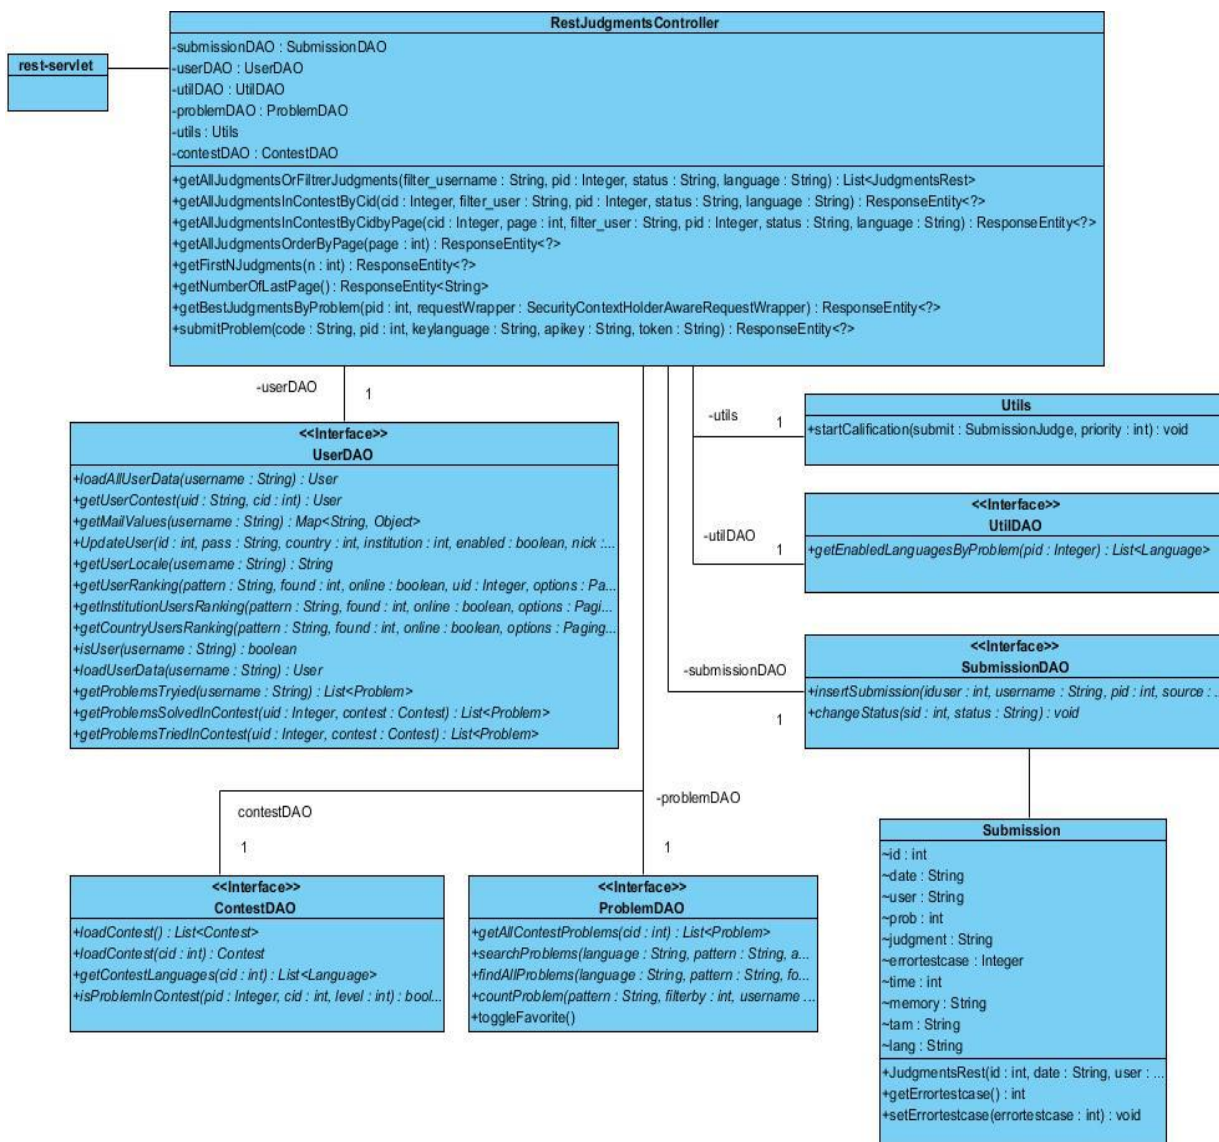 RestJudgmentsController
-submissionDAO : SubmissionDAO
-userDAO : UserDAO
-utilDAO : UtilDAO
-problemDAO : ProblemDAO
-utils : Utils
-contestDAO : ContestDAO
+getAllJudgmentsOrFiltrerJudgments(filter_username : String, pid : Integer, status : String, language : String) : List<JudgmentsRest>
+getAllJudgmentsInContestByCid(cid : Integer, filter_user : String, pid : Integer, status : String, language : String) : ResponseEntity<?>
+getAllJudgmentsInContestByCidbyPage(cid : Integer, page : int, filter_user : String, pid : Integer, status : String, language : String) : ResponseEntity<?>
+getAllJudgmentsOrderByPage(page : int) : ResponseEntity<?>
+getFirstNJudgments(n : int) : ResponseEntity<?>
+getNumberOfLastPage() : ResponseEntity<String>
+getBestJudgmentsByProblem(pid : int, requestWrapper : SecurityContextHolderAwareRequestWrapper) : ResponseEntity<?>
+submitProblem(code : String, pid : int, keylanguage : String, apikey : String, token : String) : ResponseEntity<?>
rest-servlet
-userDAO
1
<<Interface>>
UserDAO
+loadAllUserData(username : String) : User
+getUserContest(uid : String, cid : int) : User
+getMailValues(username : String) : Map<String, Object>
+UpdateUser(id : int, pass : String, country : int, institution : int, enabled : boolean, nick :...
+getUserLocale(username : String) : String
+getUserRanking(pattern : String, found : int, online : boolean, uid : Integer, options : Pa...
+getInstitutionUsersRanking(pattern : String, found : int, online : boolean, options : Pagi...
+getCountryUsersRanking(pattern : String, found : int, online : boolean, options : Paging...
+isUser(username : String) : boolean
+loadUserData(username : String) : User
+getProblemsTryied(username : String) : List<Problem>
+getProblemsSolvedInContest(uid : Integer, contest : Contest) : List<Problem>
+getProblemsTriedInContest(uid : Integer, contest : Contest) : List<Problem>
-utils
1
Utils
+startCalification(submit : SubmissionJudge, priority : int) : void
-utilDAO
1
<<Interface>>
UtilDAO
+getEnabledLanguagesByProblem(pid : Integer) : List<Language>
-submissionDAO
1
<<Interface>>
SubmissionDAO
+insertSubmission(iduser : int, username : String, pid : int, source : ...
+changeStatus(sid : int, status : String) : void
contestDAO
1
<<Interface>>
ContestDAO
+loadContest() : List<Contest>
+loadContest(cid : int) : Contest
+getContestLanguages(cid : int) : List<Language>
+isProblemInContest(pid : Integer, cid : int, level : int) : bool...
-problemDAO
1
<<Interface>>
ProblemDAO
+getAllContestProblems(cid : int) : List<Problem>
+searchProblems(language : String, pattern : String, a...
+findAllProblems(language : String, pattern : String, fo...
+countProblem(pattern : String, filterby : int, username ...
+toggleFavorite()
Submission
~id : int
~date : String
~user : String
~prob : int
~judgment : String
~errortestcase : Integer
~time : int
~memory : String
~tam : String
~lang : String
+JudgmentsRest(id : int, date : String, user : ...
+getErrortestcase() : int
+setErrortestcase(errortestcase : int) : void